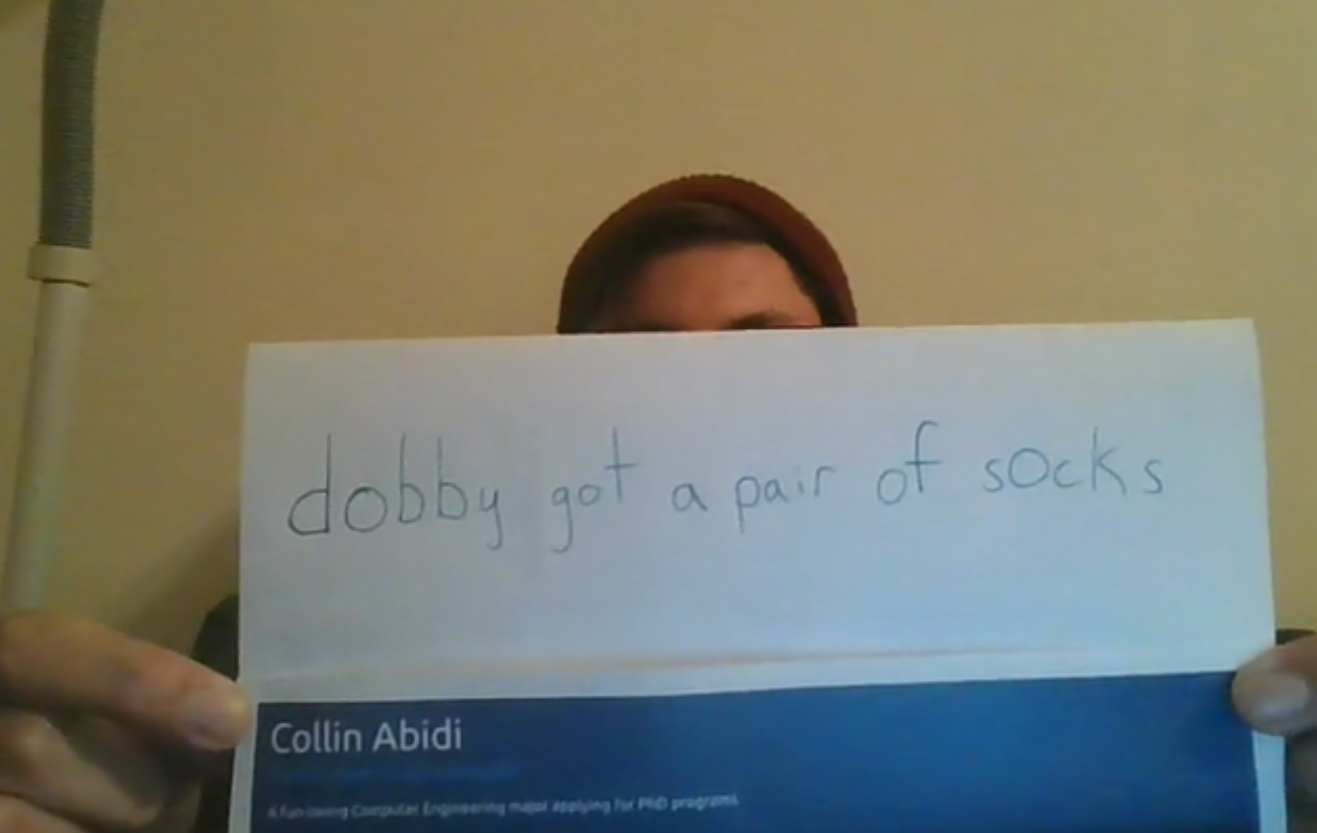 dobby got a pair of socks
Collin Abidi
A fun-loving Computer Engineering major applying for PhD programs